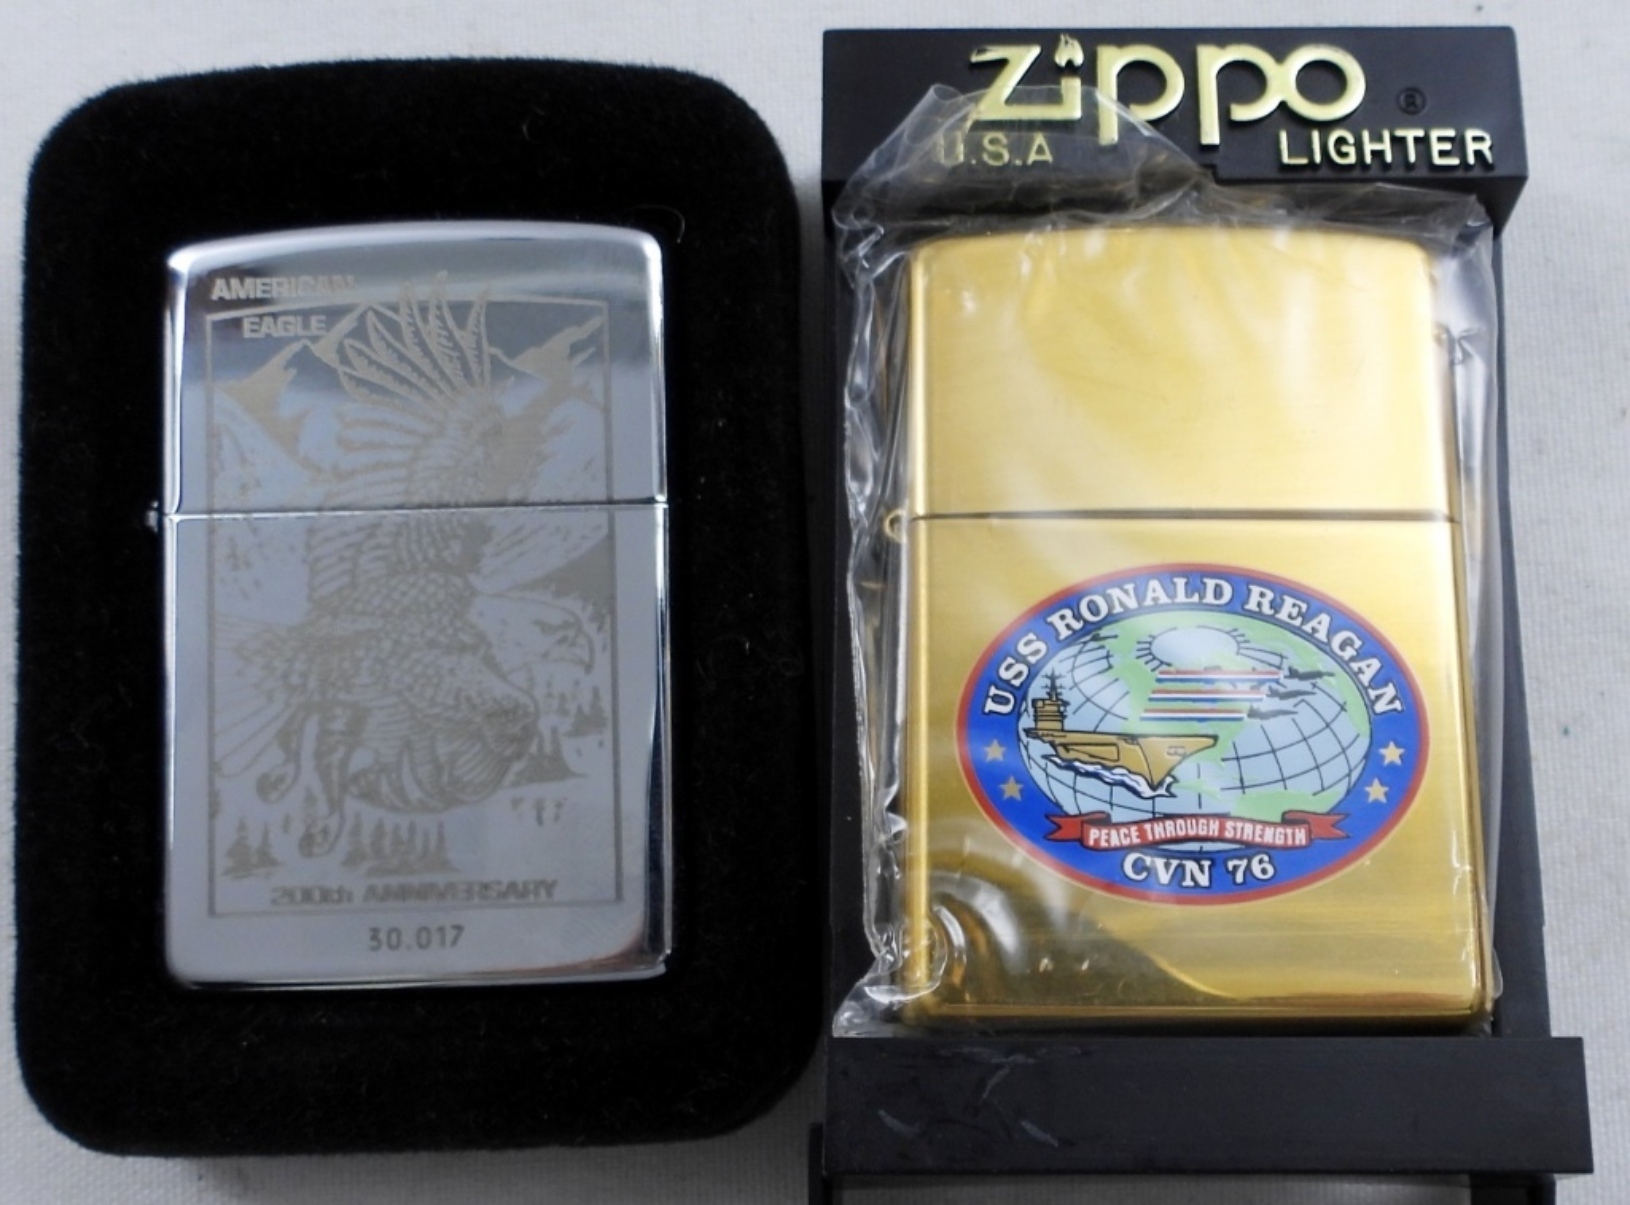 AMERICAN
EAGLE
200th ANNIVERSARY
30.017
Zippo ®
U.S.A LIGHTER
USS RONALD REAGAN
PEACE THROUGH STRENGTH
CVN 76